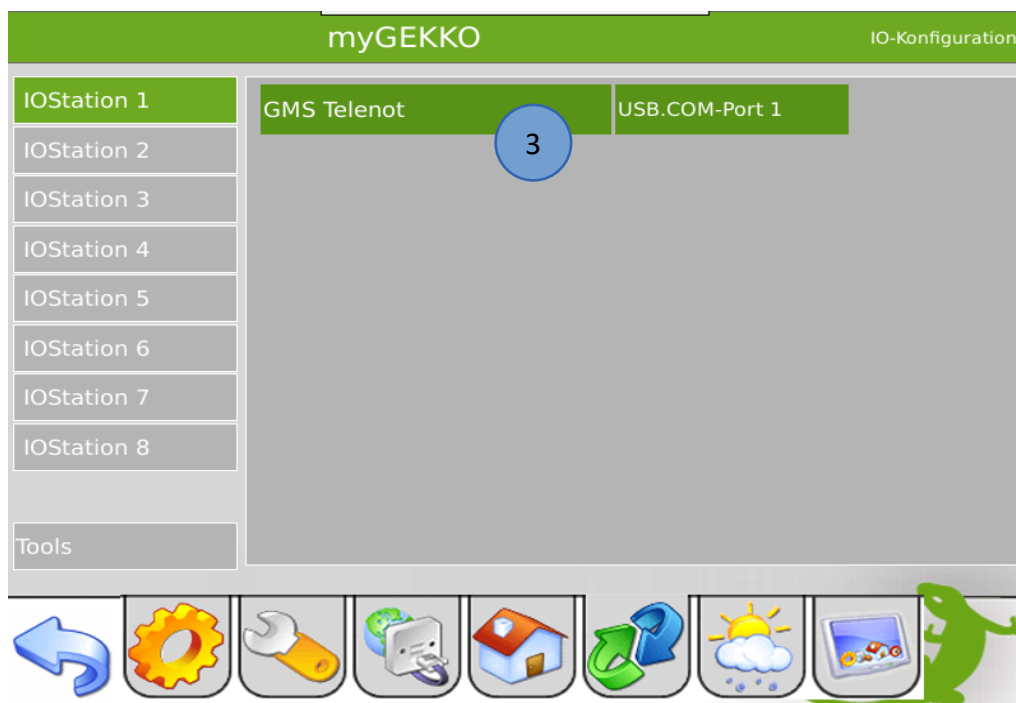 myGEKKO
IO-Konfiguration
IOStation 1
GMS Telenot
USB.COM-Port 1
3
IOStation 2
IOStation 3
IOStation 4
IOStation 5
IOStation 6
IOStation 7
IOStation 8
Tools